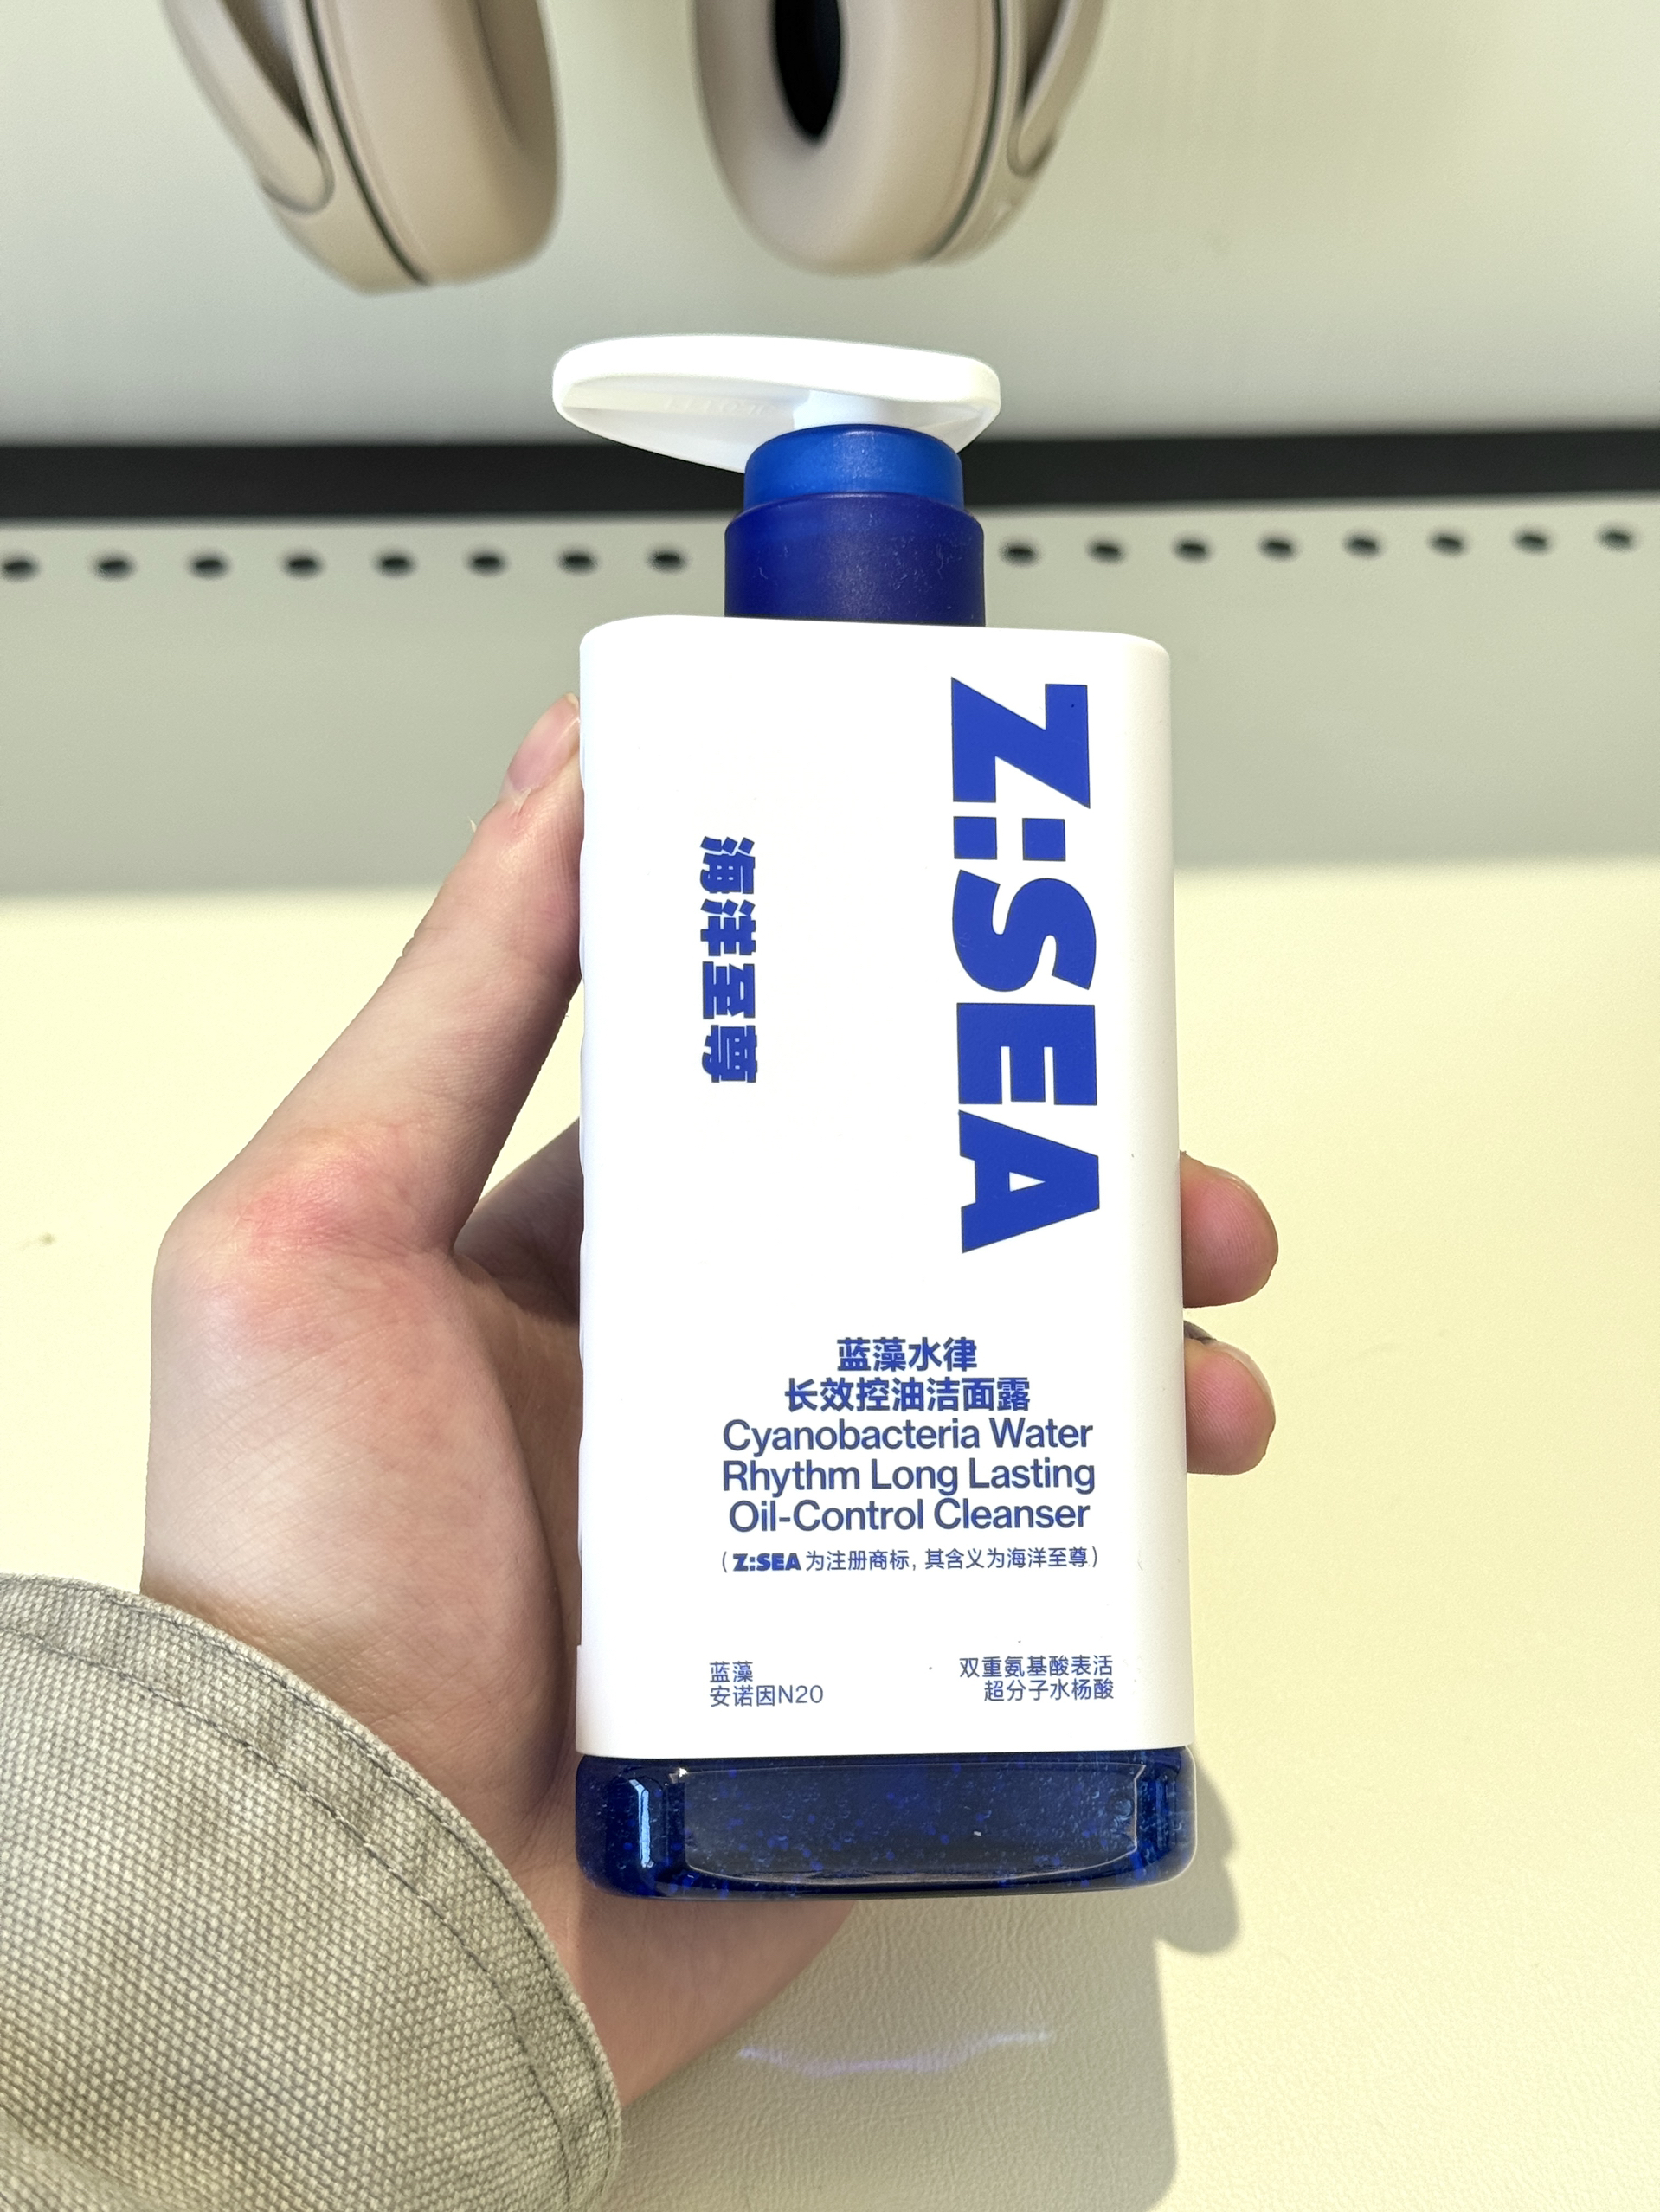 Z:SEA
海洋至尊
蓝藻水律
长效控油洁面露
Cyanobacteria Water
Rhythm Long Lasting
Oil-Control Cleanser
(Z:SEA为注册商标,其含义为海洋至尊)
蓝藻
安诺因N20
双重氨基酸表活
超分子水杨酸